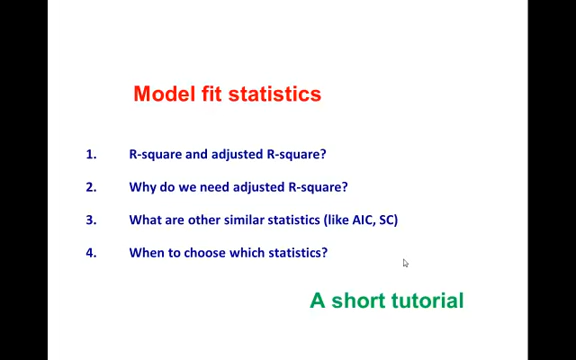 Model fit statistics
1. R-square and adjusted R-square?
2. Why do we need adjusted R-square?
3. What are other similar statistics (like AIC, SC)
4. When to choose which statistics?
A short tutorial